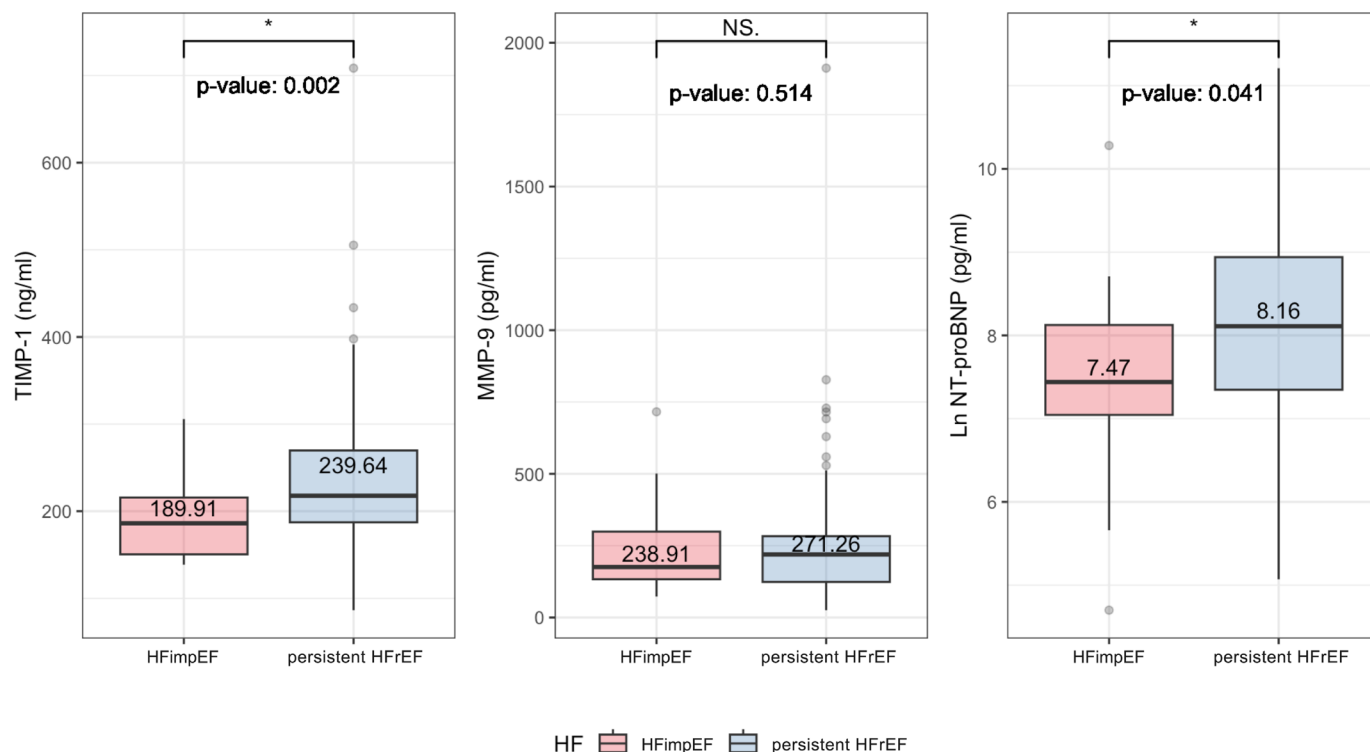 *
p-value: 0.002
TIMP-1 (ng/ml)
600
400
200
189.91
239.64
HFimpEF
persistent HFrEF
NS.
p-value: 0.514
MMP-9 (pg/ml)
2000
1500
1000
500
0
238.91
271.26
HFimpEF
persistent HFrEF
*
p-value: 0.041
Ln NT-proBNP (pg/ml)
10
8
6
7.47
8.16
HFimpEF
persistent HFrEF
HF HFimpEF persistent HFrEF